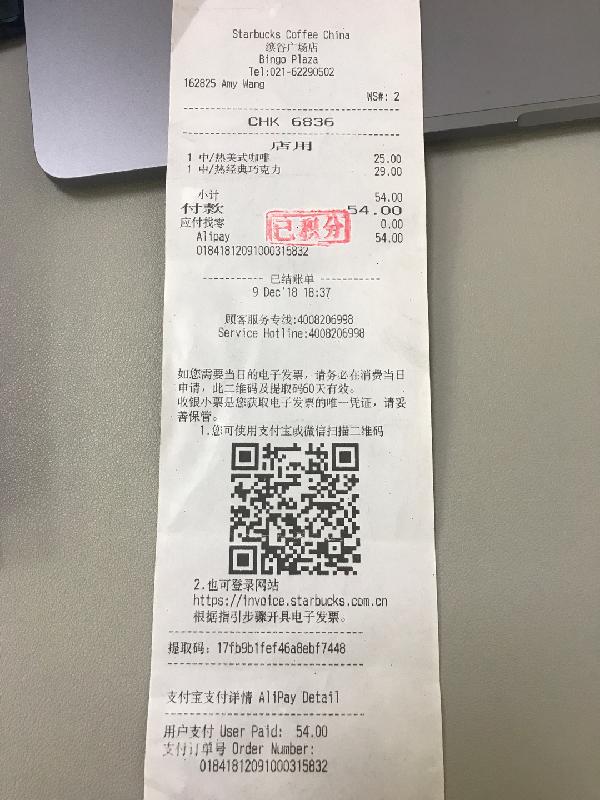 Starbucks Coffee China
缤谷广场店
Bingo Plaza
Tel:021-62290502
162825 Amy Wang
WS#: 2
CHK 6836
店用
1 中/热美式咖啡 25.00
1 中/热经典巧克力 29.00
小计 54.00
付款 54.00
应付找零 0.00
已积分
Alipay 54.00
01841812091000315832
----------- 已结账单 -----------
9 Dec'18 18:37
顾客服务专线:4008206998
Service Hotline:4008206998
如您需要当日的电子发票，请务必在消费当日
申请，此二维码及提取码60天有效。
收银小票是您获取电子发票的唯一凭证，请妥
善保管。
1.您可使用支付宝或微信扫描二维码
2.也可登录网站
https://invoice.starbucks.com.cn
根据指引步骤开具电子发票。
提取码: 17fb9b1fef46a8ebf7448
支付宝支付详情 AliPay Detail
用户支付 User Paid: 54.00
支付订单号 Order Number:
01841812091000315832